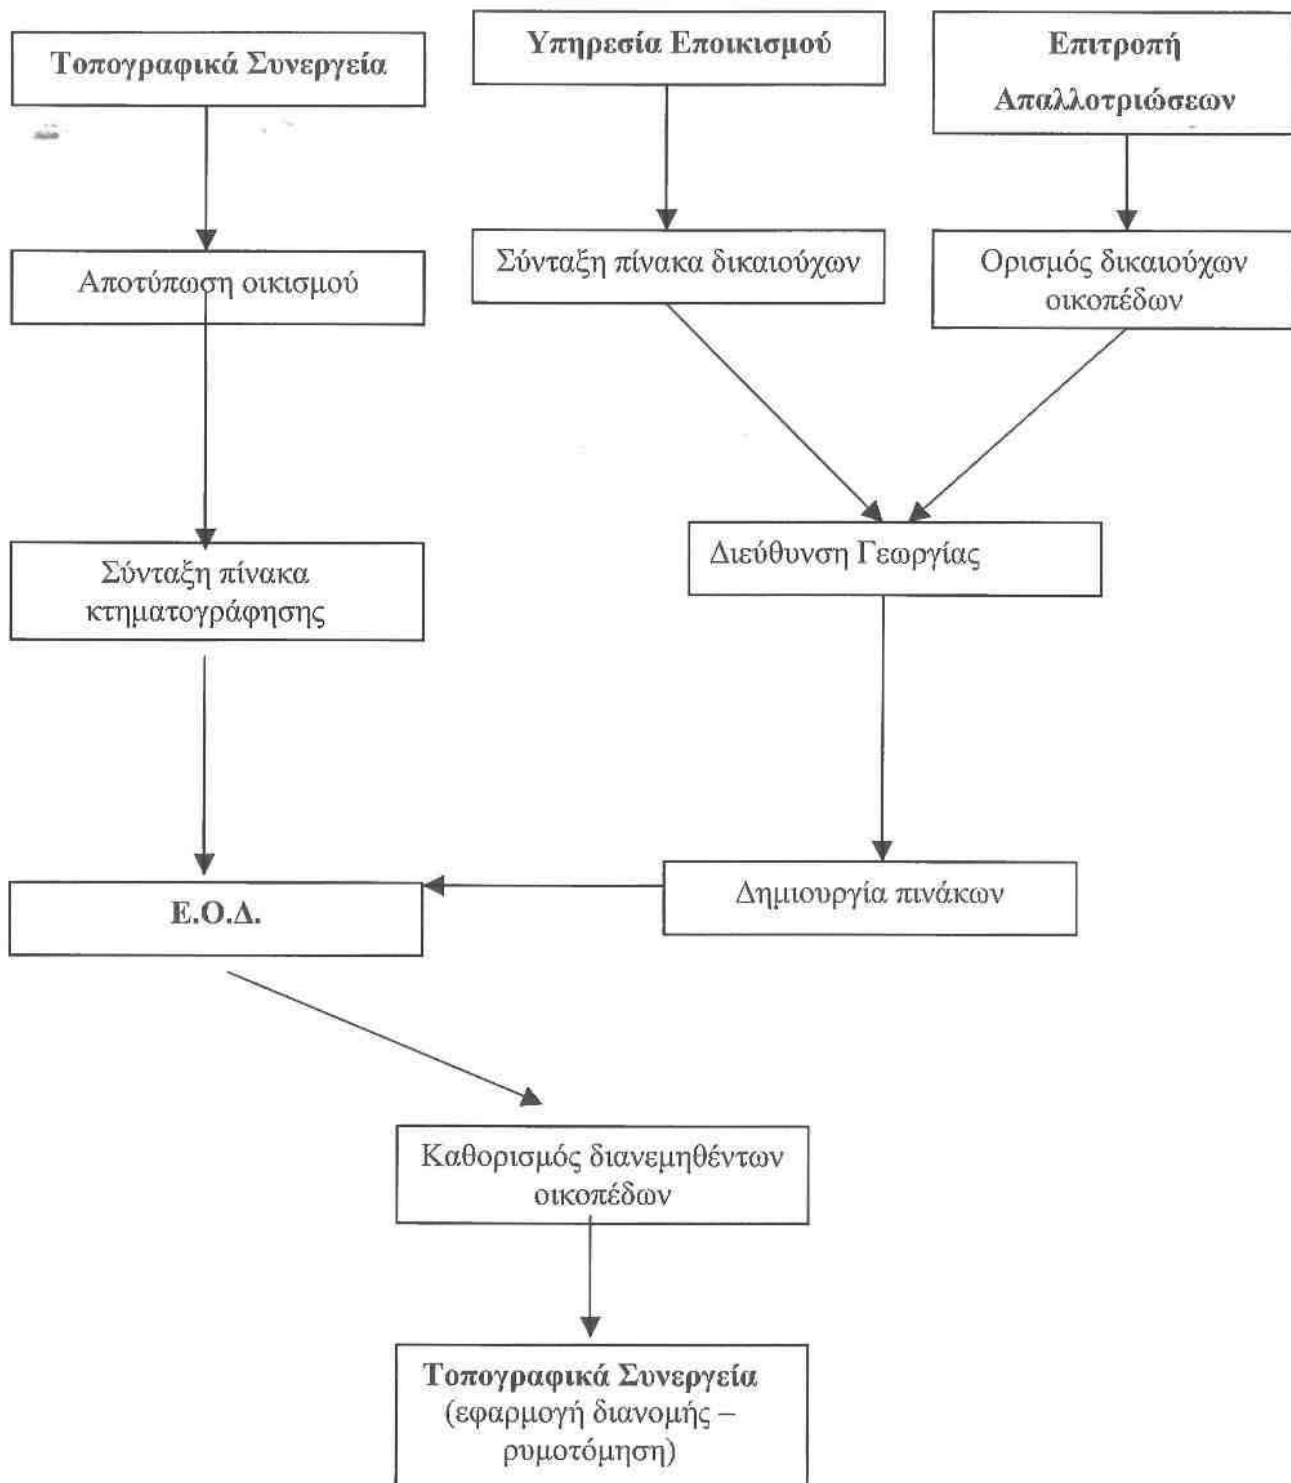 Τοπογραφικά Συνεργεία
Υπηρεσία Εποικισμού
Επιτροπή
Απαλλοτριώσεων
Αποτύπωση οικισμού
Σύνταξη πίνακα δικαιούχων
Ορισμός δικαιούχων
οικοπέδων
Σύνταξη πίνακα
κτηματογράφησης
Διεύθυνση Γεωργίας
Ε.Ο.Δ.
Δημιουργία πινάκων
Καθορισμός διανεμηθέντων
οικοπέδων
Τοπογραφικά Συνεργεία
(εφαρμογή διανομής –
ρυμοτόμηση)